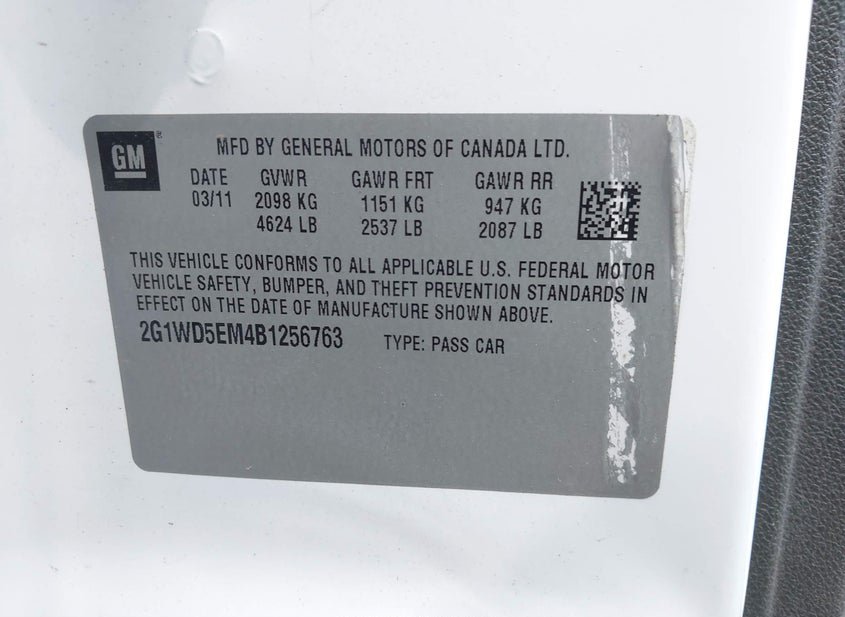 GM ®
MFD BY GENERAL MOTORS OF CANADA LTD.
DATE GVWR GAWR FRT GAWR RR
03/11 2098 KG 1151 KG 947 KG
4624 LB 2537 LB 2087 LB
THIS VEHICLE CONFORMS TO ALL APPLICABLE U.S. FEDERAL MOTOR
VEHICLE SAFETY, BUMPER, AND THEFT PREVENTION STANDARDS IN
EFFECT ON THE DATE OF MANUFACTURE SHOWN ABOVE.
2G1WD5EM4B1256763 TYPE: PASS CAR